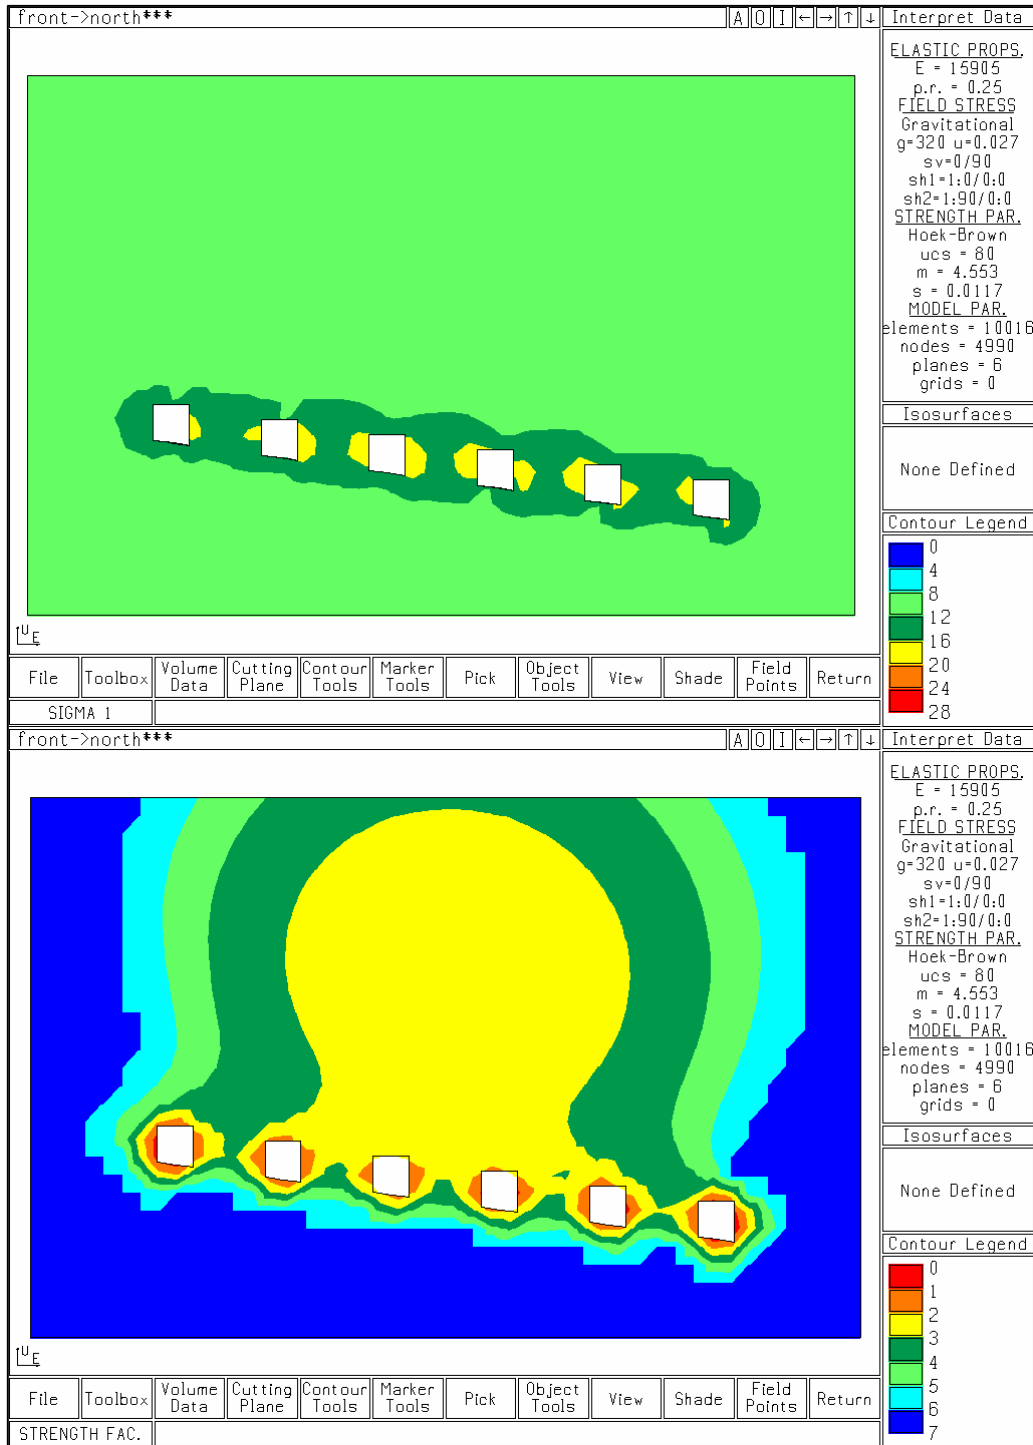 front->north***
A O I ← → ↑ ↓
Interpret Data
ELASTIC PROPS.
E = 15905
p.r. = 0.25
FIELD STRESS
Gravitational
g=320 u=0.027
sv=0/90
sh1=1:0/0:0
sh2=1:90/0:0
STRENGTH PAR.
Hoek-Brown
ucs = 80
m = 4.553
s = 0.0117
MODEL PAR.
elements = 10016
nodes = 4990
planes = 6
grids = 0
Isosurfaces
None Defined
Contour Legend
0
4
8
12
16
20
24
28
U E
File Toolbox Volume Data Cutting Plane Contour Tools Marker Tools Pick Object Tools View Shade Field Points Return
SIGMA 1
front->north***
A O I ← → ↑ ↓
Interpret Data
ELASTIC PROPS.
E = 15905
p.r. = 0.25
FIELD STRESS
Gravitational
g=320 u=0.027
sv=0/90
sh1=1:0/0:0
sh2=1:90/0:0
STRENGTH PAR.
Hoek-Brown
ucs = 80
m = 4.553
s = 0.0117
MODEL PAR.
elements = 10016
nodes = 4990
planes = 6
grids = 0
Isosurfaces
None Defined
Contour Legend
0
1
2
3
4
5
6
7
U E
File Toolbox Volume Data Cutting Plane Contour Tools Marker Tools Pick Object Tools View Shade Field Points Return
STRENGTH FAC.